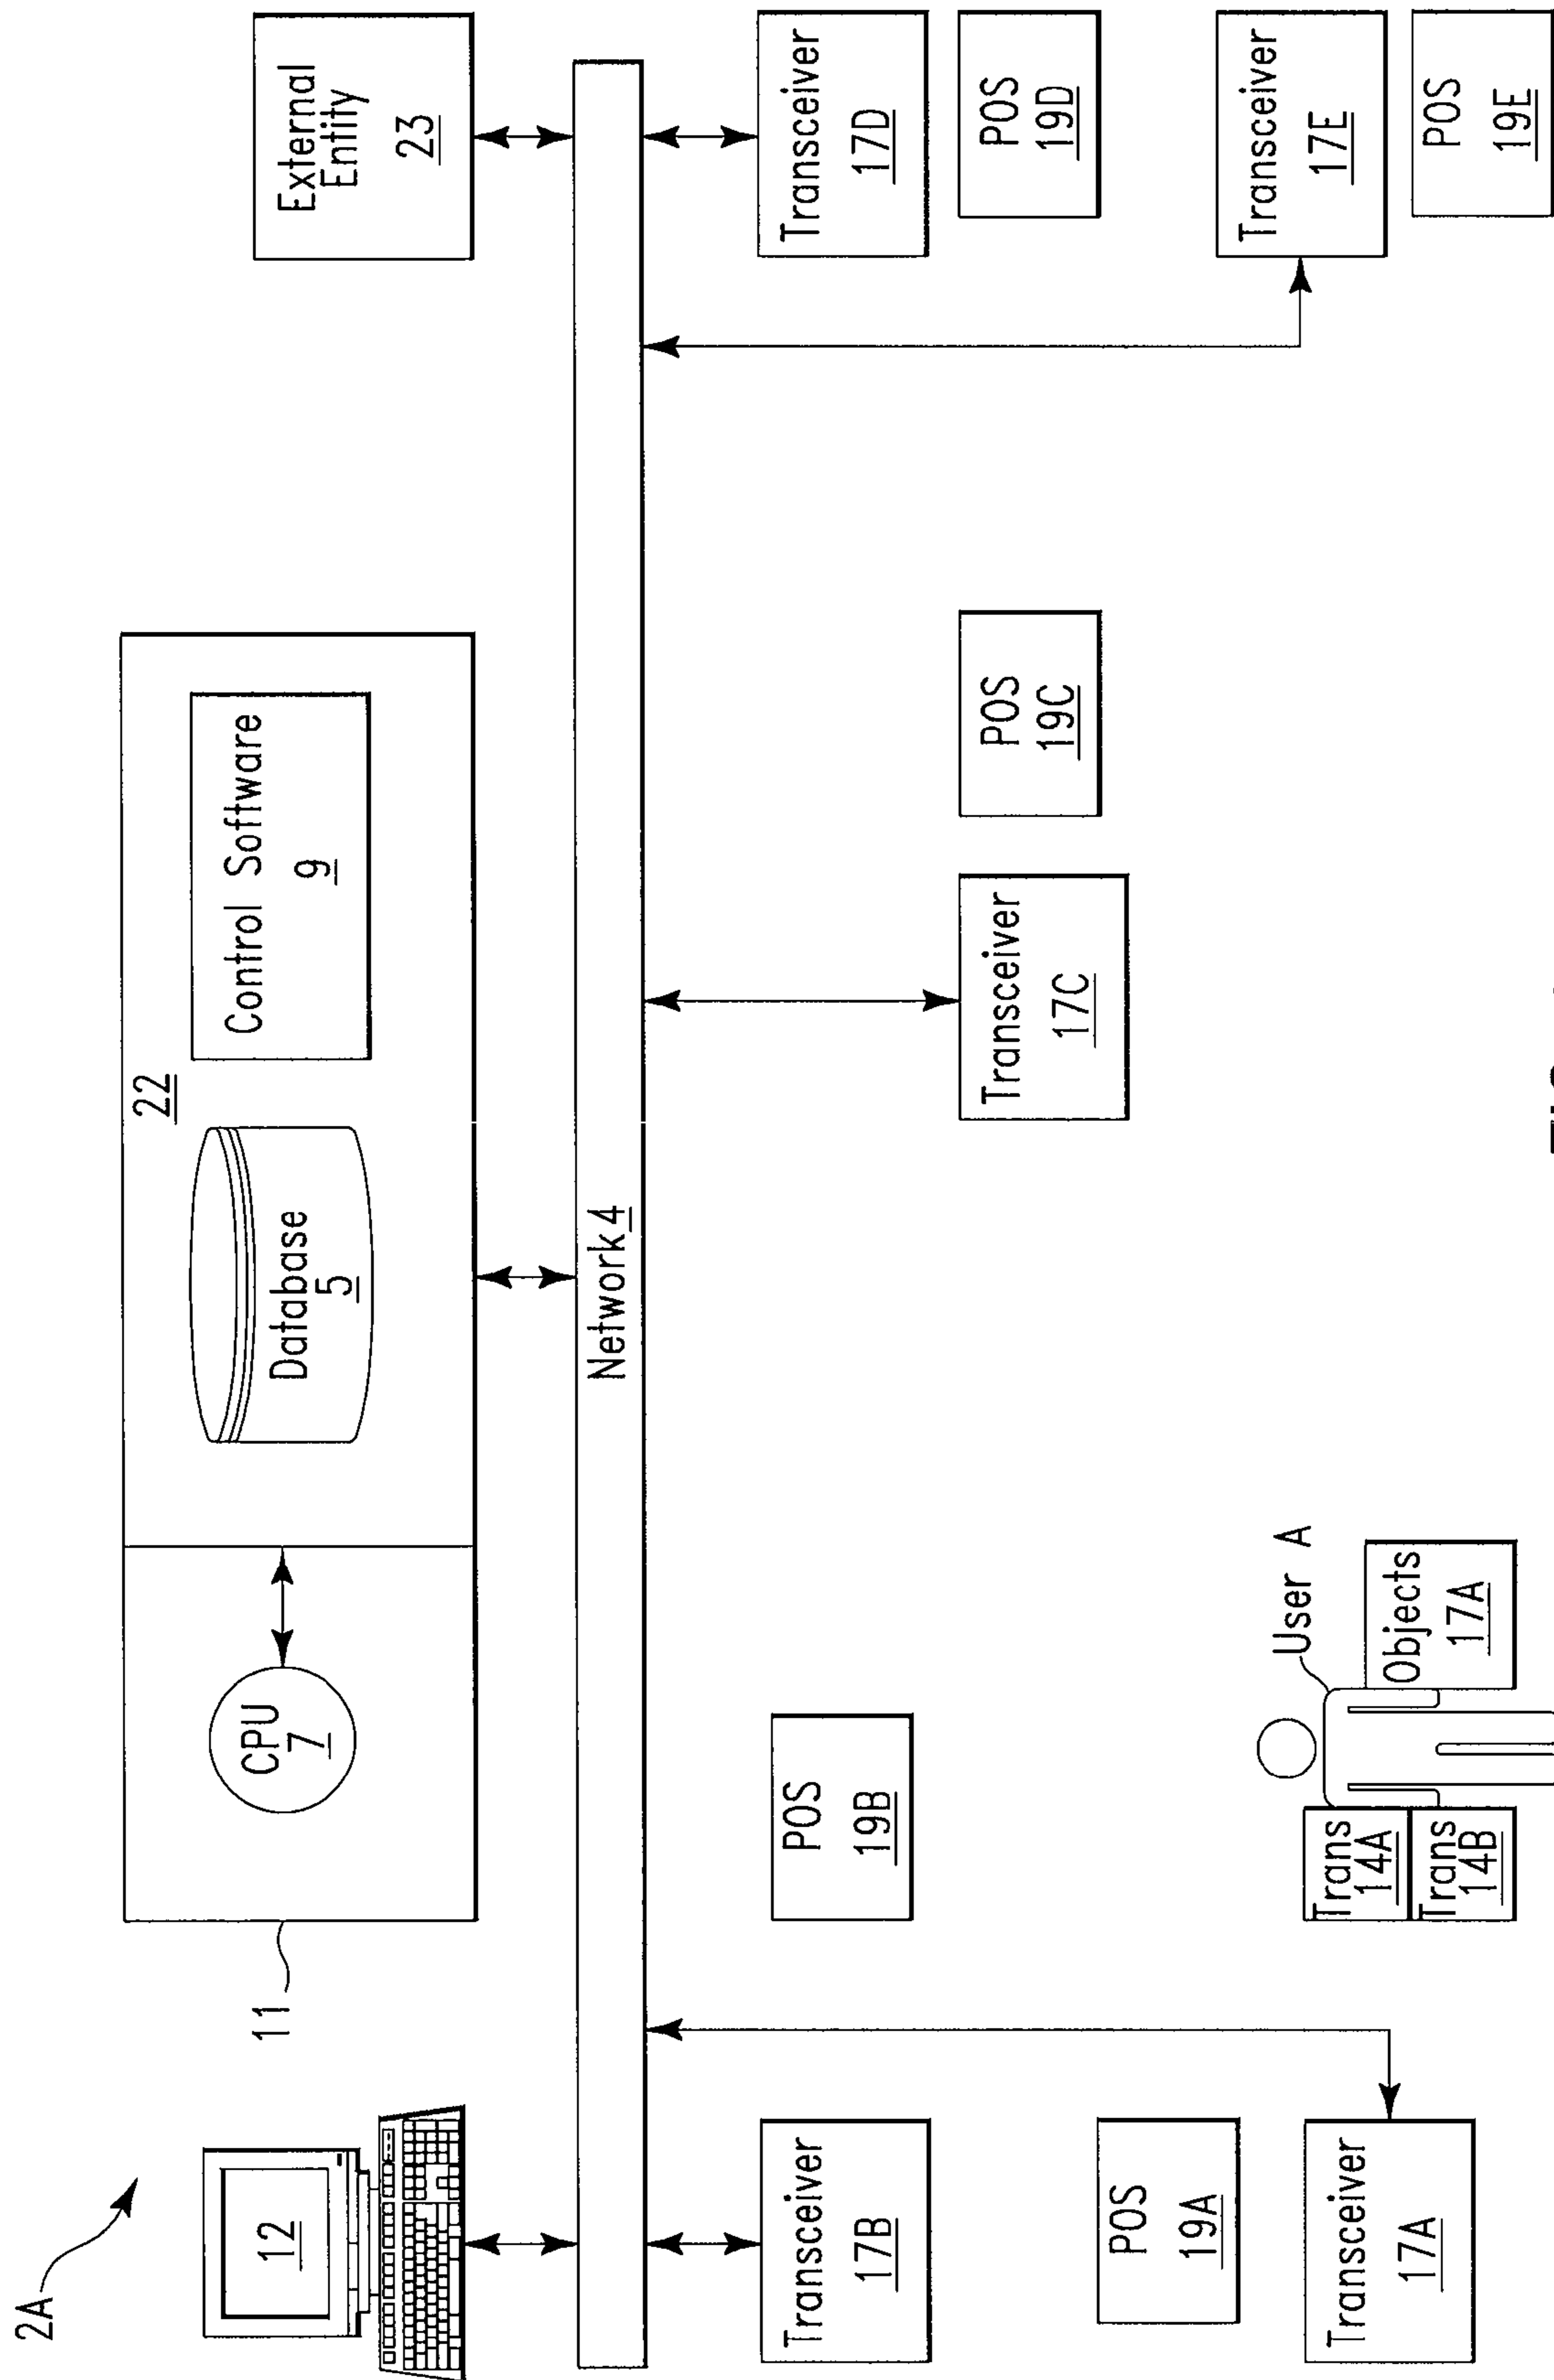 2A
12
11
CPU
7
22
Database
5
Control Software
9
External
Entity
23
Network 4
Transceiver
17B
POS
19A
Transceiver
17A
POS
19B
Trans
14A
Trans
14B
User A
Objects
17A
Transceiver
17C
POS
19C
Transceiver
17D
POS
19D
Transceiver
17E
POS
19E